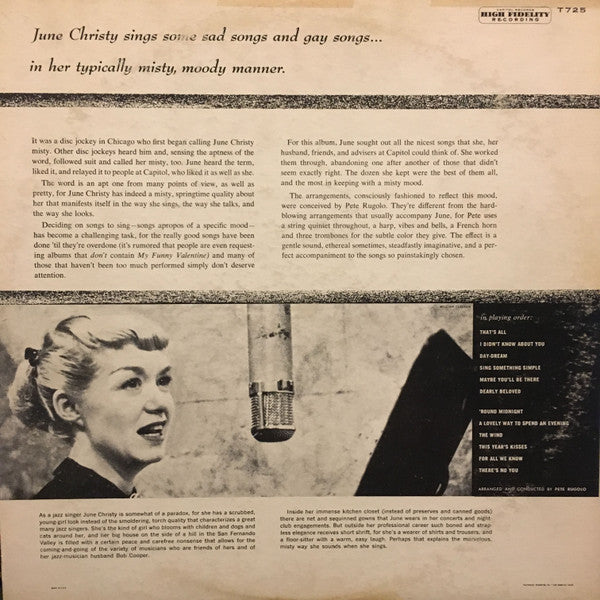 CAPITOL RECORDS
HIGH FIDELITY
RECORDING
T725
June Christy sings some sad songs and gay songs...
in her typically misty, moody manner.
It was a disc jockey in Chicago who first began calling June Christy
misty. Other disc jockeys heard him and, sensing the aptness of the
word, followed suit and called her misty, too. June heard the term,
liked it, and relayed it to people at Capitol, who liked it as well as she.
The word is an apt one from many points of view, as well as
pretty, for June Christy has indeed a misty, springtime quality about
her that manifests itself in the way she sings, the way she talks, and
the way she looks.
Deciding on songs to sing—songs apropos of a specific mood—
has become a challenging task, for the really good songs have been
done 'til they're overdone (it's rumored that people are even request-
ing albums that don't contain My Funny Valentine) and many of
those that haven't been too much performed simply don't deserve
attention.
For this album, June sought out all the nicest songs that she, her
husband, friends, and advisers at Capitol could think of. She worked
them through, abandoning one after another of those that didn't
seem exactly right. The dozen she kept were the best of them all,
and the most in keeping with a misty mood.
The arrangements, consciously fashioned to reflect this mood,
were conceived by Pete Rugolo. They're different from the hard-
blowing arrangements that usually accompany June, for Pete uses
a string quintet throughout, a harp, vibes and bells, a French horn
and three trombones for the subtle color they give. The effect is a
gentle sound, ethereal sometimes, steadfastly imaginative, and a per-
fect accompaniment to the songs so painstakingly chosen.
in playing order:
THAT'S ALL
I DIDN'T KNOW ABOUT YOU
DAY-DREAM
SING SOMETHING SIMPLE
MAYBE YOU'LL BE THERE
DEARLY BELOVED
'ROUND MIDNIGHT
A LOVELY WAY TO SPEND AN EVENING
THE WIND
THIS YEAR'S KISSES
FOR ALL WE KNOW
THERE'S NO YOU
ARRANGED AND CONDUCTED BY PETE RUGOLO
As a jazz singer June Christy is somewhat of a paradox, for she has a scrubbed,
young-girl look instead of the smoldering, torch quality that characterizes a great
many jazz singers. She's the kind of girl who blooms with children and dogs and
cats around her, and her big house on the side of a hill in the San Fernando
Valley is filled with a certain peace and carefree nonsense that allows for the
coming-and-going of the variety of musicians who are friends of hers and of
her jazz-musician husband Bob Cooper.
Inside her immense kitchen closet (instead of preserves and canned goods)
there are net and sequinned gowns that June wears in her concerts and night-
club engagements. But outside her professional career such boned and strap-
less elegance receives short shrift, for she's a wearer of shirts and trousers, and
a floor-sitter with a warm, easy laugh. Perhaps that explains the marvelous,
misty way she sounds when she sings.